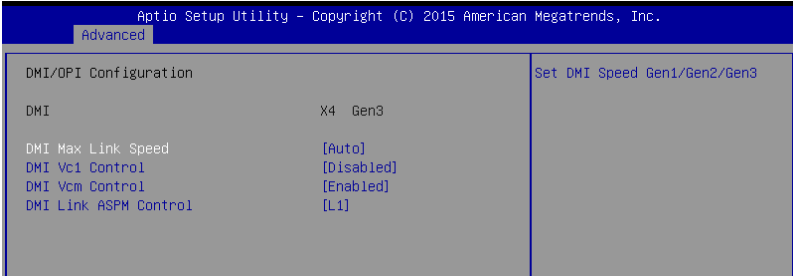 Aptio Setup Utility – Copyright (C) 2015 American Megatrends, Inc.
Advanced
DMI/OPI Configuration
Set DMI Speed Gen1/Gen2/Gen3
DMI X4 Gen3
DMI Max Link Speed [Auto]
DMI Vc1 Control [Disabled]
DMI Vcm Control [Enabled]
DMI Link ASPM Control [L1]